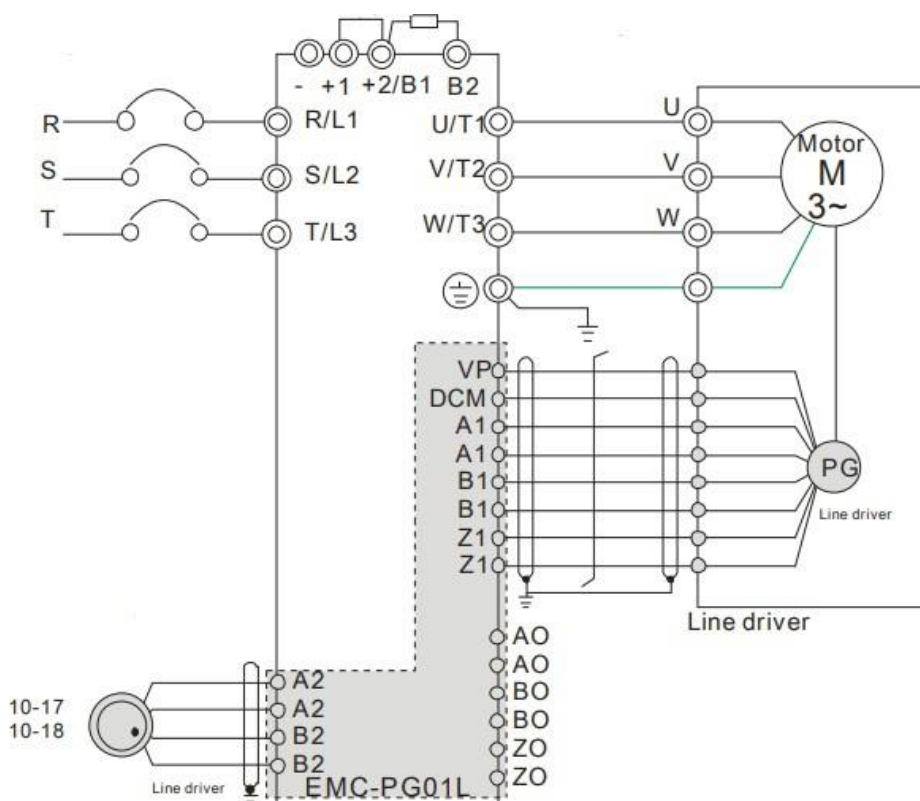 - +1 +2/B1 B2
R
R/L1
U/T1
U
S
S/L2
V/T2
V
T
T/L3
W/T3
W
Motor
M
3~
VP
DCM
A1
A1
B1
B1
Z1
Z1
PG
Line driver
Line driver
AO
AO
BO
BO
ZO
ZO
10-17
10-18
A2
A2
B2
B2
Line driver
EMC-PG01L